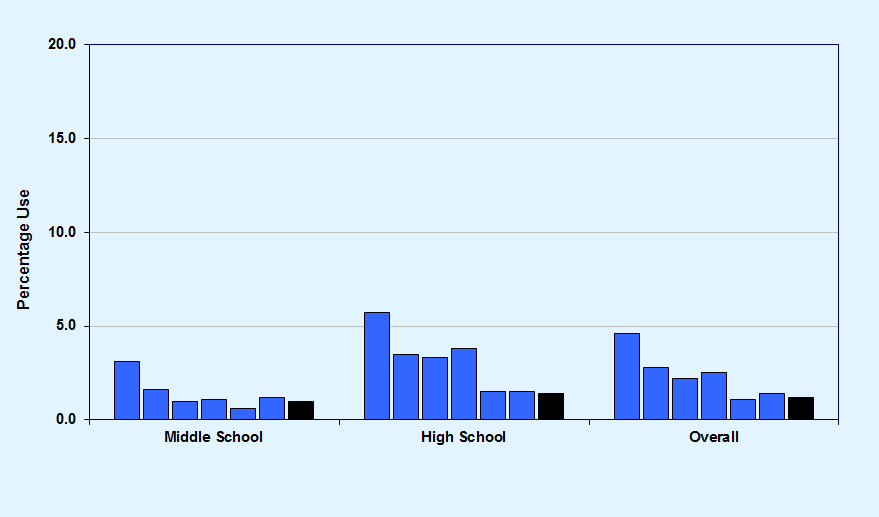 20.0
15.0
10.0
5.0
0.0
Percentage Use
Middle School
High School
Overall